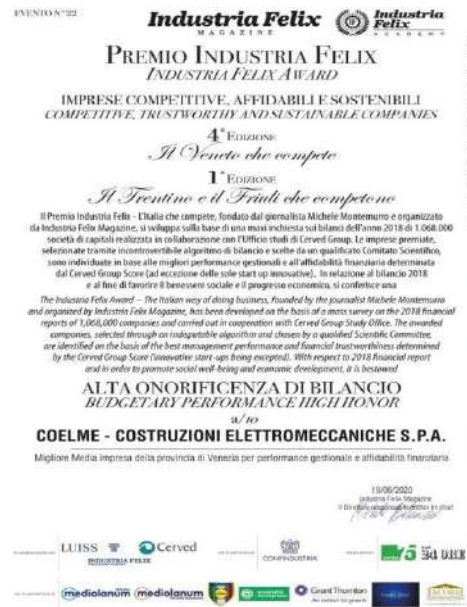 EVENTO N°22
Industria Felix
MAGAZINE
Industria
Felix
ACADEMY
PREMIO INDUSTRIA FELIX
INDUSTRIA FELIX AWARD
IMPRESE COMPETITIVE, AFFIDABILI E SOSTENIBILI
COMPETITIVE, TRUSTWORTHY AND SUSTAINABLE COMPANIES
4ª EDIZIONE
Il Veneto che compete
1ª EDIZIONE
Il Trentino e il Friuli che competono
Il Premio Industria Felix - L'Italia che compete, fondato dal giornalista Michele Montemurro e organizzato
da Industria Felix Magazine, si sviluppa sulla base di una maxi inchiesta sui bilanci dell'anno 2018 di 1.068.000
società di capitali realizzata in collaborazione con l'Ufficio studi di Cerved Group. Le imprese premiate,
selezionate tramite incontrovertibile algoritmo di bilancio e scelte da un qualificato Comitato Scientifico,
sono individuate in base alle migliori performance gestionali e all'affidabilità finanziaria determinata
dal Cerved Group Score (ad eccezione delle sole start up innovative). In relazione al bilancio 2018
e al fine di favorire il benessere sociale e il progresso economico, si conferisce una
The Industria Felix Award – The Italian way of doing business, founded by the journalist Michele Montemurro
and organized by Industria Felix Magazine, has been developed on the basis of a mass survey on the 2018 financial
reports of 1,068,000 companies and carried out in cooperation with Cerved Group Study Office. The awarded
companies, selected through an indisputable algorithm and chosen by a qualified Scientific Committee,
are identified on the basis of the best management performance and financial trustworthiness determined
by the Cerved Group Score (innovative start-ups being excepted). With respect to 2018 financial report
and in order to promote social well-being and economic development, it is bestowed
ALTA ONORIFICENZA DI BILANCIO
BUDGETARY PERFORMANCE HIGH HONOR
a/to
COELME - COSTRUZIONI ELETTROMECCANICHE S.P.A.
Migliore Media impresa della provincia di Venezia per performance gestionale e affidabilità finanziaria
19/06/2020
Industria Felix Magazine
Il Direttore
LUISS
Cerved
CONFINDUSTRIA
75
24 ORE
INDUSTRIA FELIX
mediolanum
mediolanum
Grant Thornton